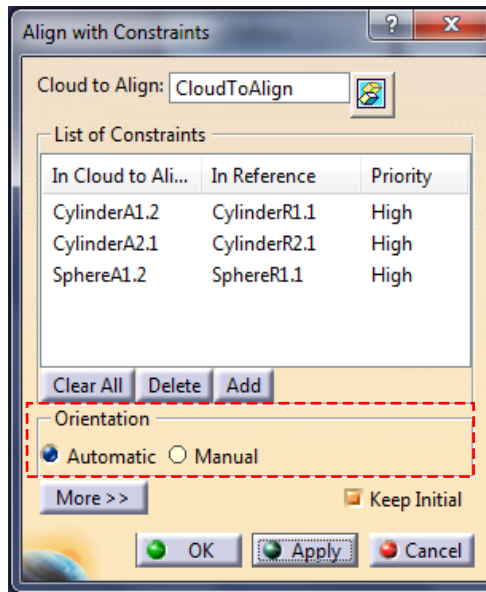 Align with Constraints
?
X
Cloud to Align: CloudToAlign
List of Constraints
In Cloud to Ali... In Reference Priority
CylinderA1.2 CylinderR1.1 High
CylinderA2.1 CylinderR2.1 High
SphereA1.2 SphereR1.1 High
Clear All Delete Add
Orientation
Automatic Manual
More >> Keep Initial
OK Apply Cancel